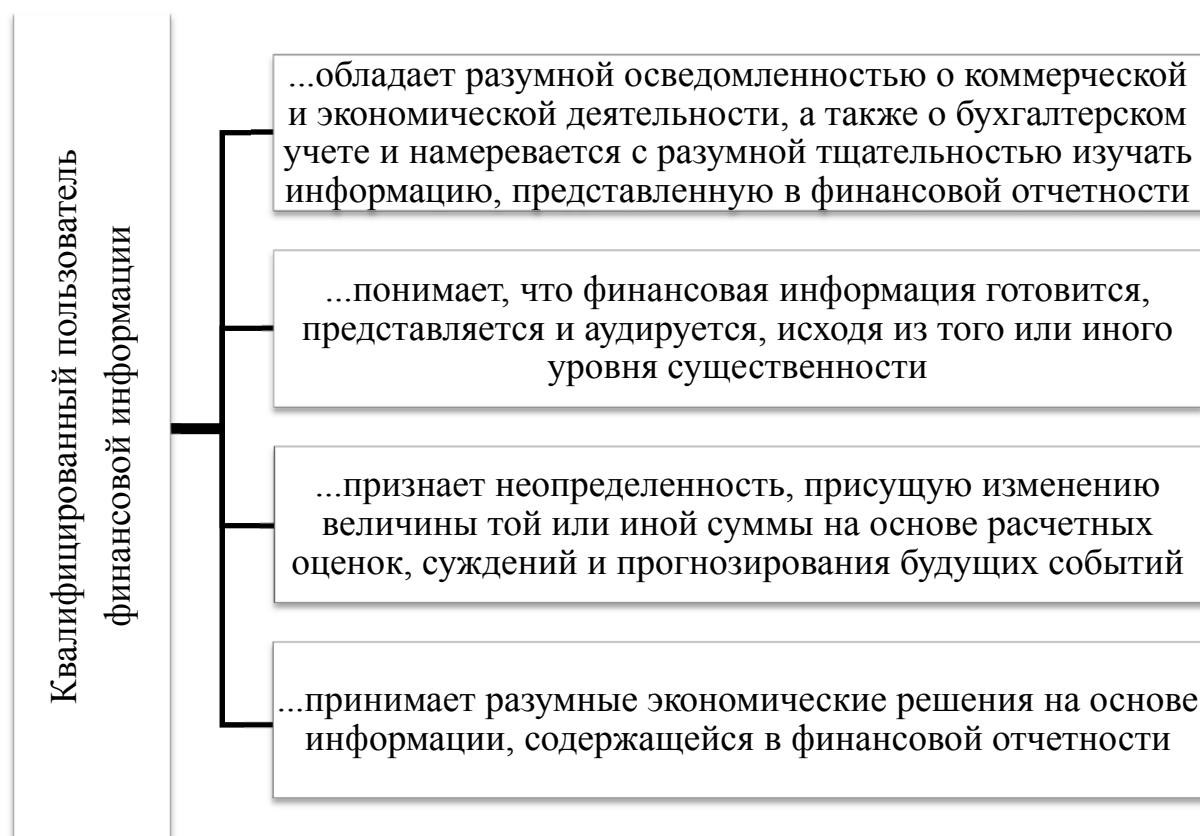 Квалифицированный пользователь
финансовой информации
...обладает разумной осведомленностью о коммерческой
и экономической деятельности, а также о бухгалтерском
учете и намеревается с разумной тщательностью изучать
информацию, представленную в финансовой отчетности
...понимает, что финансовая информация готовится,
представляется и аудируется, исходя из того или иного
уровня существенности
...признает неопределенность, присущую изменению
величины той или иной суммы на основе расчетных
оценок, суждений и прогнозирования будущих событий
...принимает разумные экономические решения на основе
информации, содержащейся в финансовой отчетности